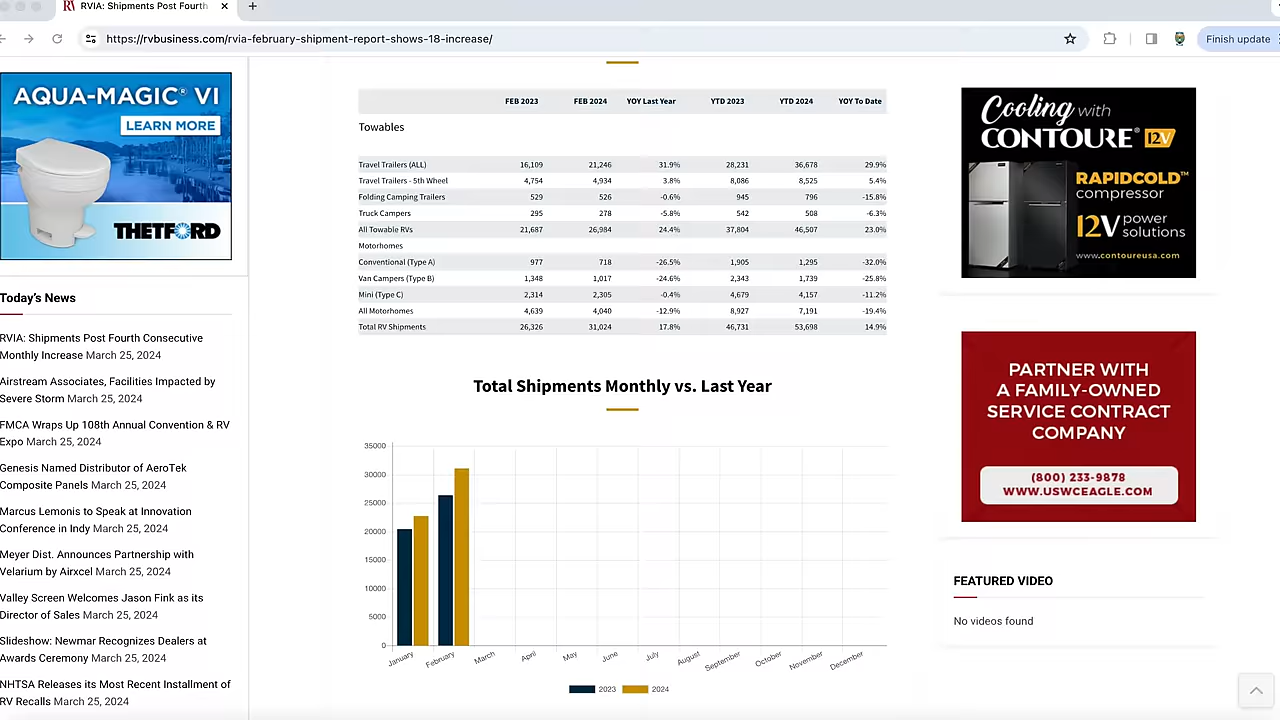 RVIA: Shipments Post Fourth
https://rvbusiness.com/rvia-february-shipment-report-shows-18-increase/
Finish update
AQUA-MAGIC® VI
LEARN MORE
THETFORD
Today's News
RVIA: Shipments Post Fourth Consecutive
Monthly Increase March 25, 2024
Airstream Associates, Facilities Impacted by
Severe Storm March 25, 2024
FMCA Wraps Up 108th Annual Convention & RV
Expo March 25, 2024
Genesis Named Distributor of AeroTek
Composite Panels March 25, 2024
Marcus Lemonis to Speak at Innovation
Conference in Indy March 25, 2024
Meyer Dist. Announces Partnership with
Velarium by Airxcel March 25, 2024
Valley Screen Welcomes Jason Fink as its
Director of Sales March 25, 2024
Slideshow: Newmar Recognizes Dealers at
Awards Ceremony March 25, 2024
NHTSA Releases its Most Recent Installment of
RV Recalls March 25, 2024
FEB 2023 FEB 2024 YOY Last Year YTD 2023 YTD 2024 YOY To Date
Towables
Travel Trailers (ALL) 16,109 21,246 31.9% 28,231 36,678 29.9%
Travel Trailers - 5th Wheel 4,754 4,934 3.8% 8,086 8,525 5.4%
Folding Camping Trailers 529 526 -0.6% 945 796 -15.8%
Truck Campers 295 278 -5.8% 542 508 -6.3%
All Towable RVs 21,687 26,984 24.4% 37,804 46,507 23.0%
Motorhomes
Conventional (Type A) 977 718 -26.5% 1,905 1,295 -32.0%
Van Campers (Type B) 1,348 1,017 -24.6% 2,343 1,739 -25.8%
Mini (Type C) 2,314 2,305 -0.4% 4,679 4,157 -11.2%
All Motorhomes 4,639 4,040 -12.9% 8,927 7,191 -19.4%
Total RV Shipments 26,326 31,024 17.8% 46,731 53,698 14.9%
Total Shipments Monthly vs. Last Year
35000
30000
25000
20000
15000
10000
5000
0
January February March April May June July August September October November December
2023 2024
Cooling with
CONTOURE® 12V
RAPIDCOLD™
compressor
12V power
solutions
www.contoureusa.com
PARTNER WITH
A FAMILY-OWNED
SERVICE CONTRACT
COMPANY
(800) 233-9878
WWW.USWCEAGLE.COM
FEATURED VIDEO
No videos found